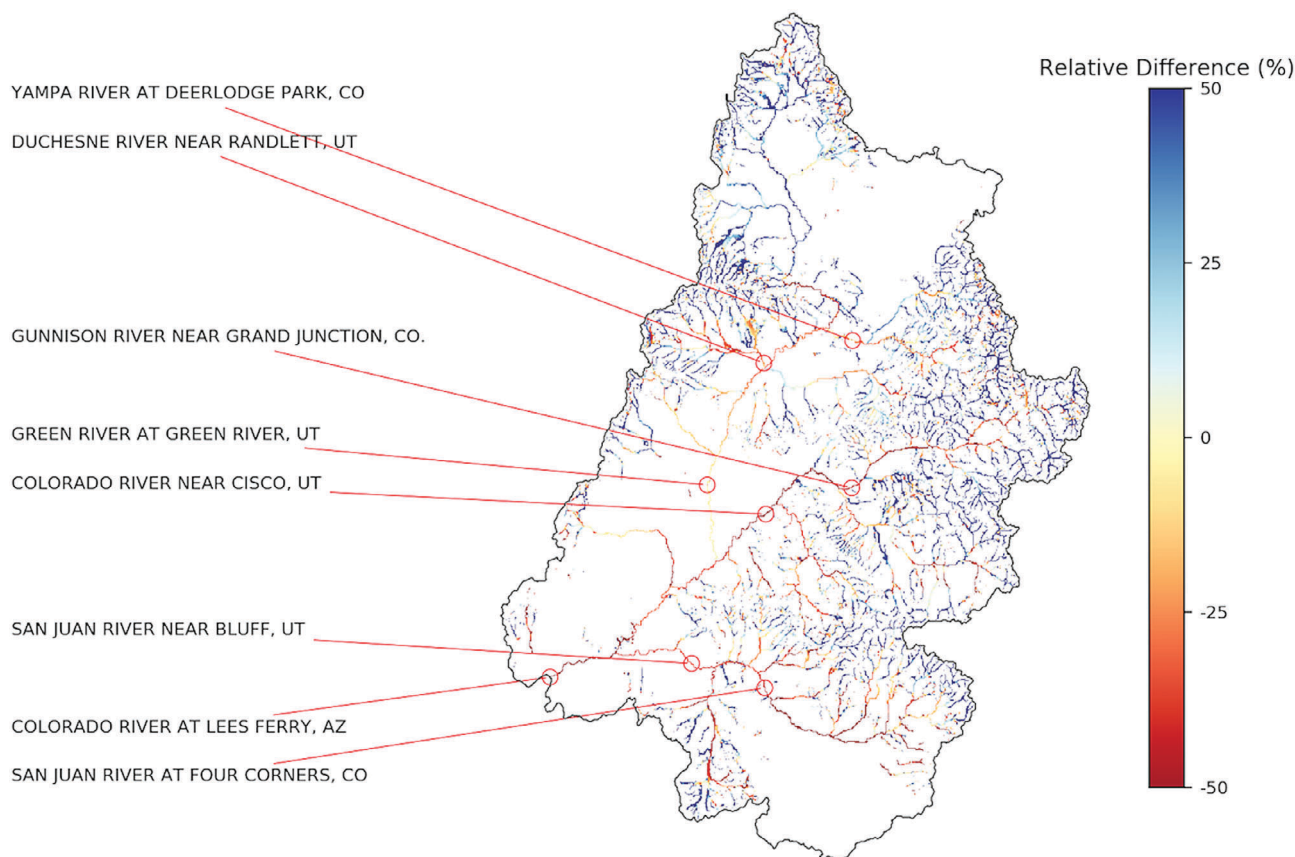 Relative Difference (%)
YAMPA RIVER AT DEERLODGE PARK, CO
DUCHESNE RIVER NEAR RANDLETT, UT
GUNNISON RIVER NEAR GRAND JUNCTION, CO.
GREEN RIVER AT GREEN RIVER, UT
COLORADO RIVER NEAR CISCO, UT
SAN JUAN RIVER NEAR BLUFF, UT
COLORADO RIVER AT LEES FERRY, AZ
SAN JUAN RIVER AT FOUR CORNERS, CO
50
25
0
-25
-50